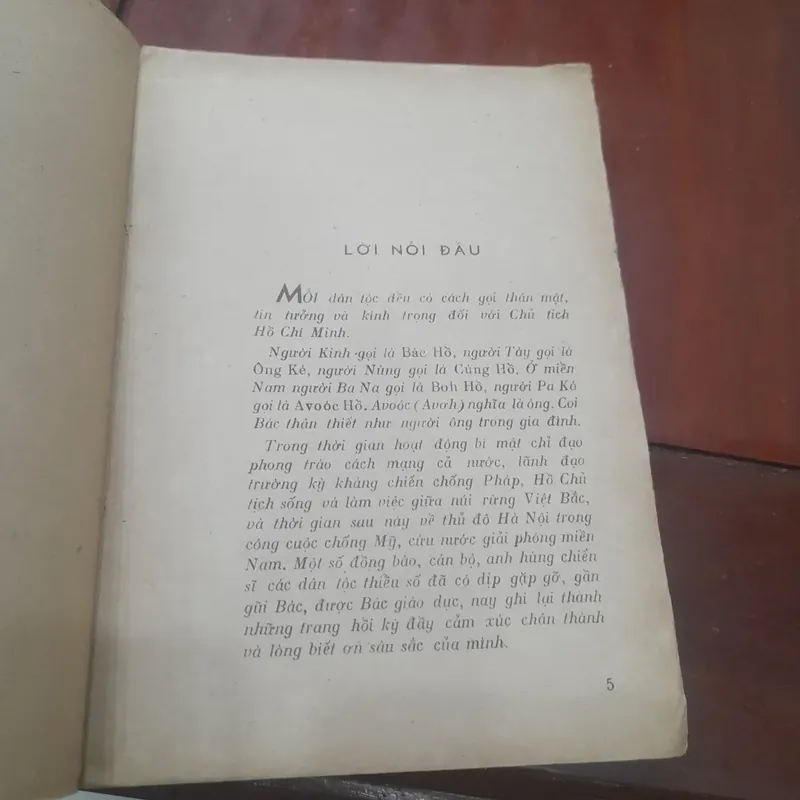 LỜI NÓI ĐẦU
MỖI dân tộc đều có cách gọi thân mật,
tin tưởng và kính trọng đối với Chủ tịch
Hồ Chí Minh.
Người Kinh gọi là Bác Hồ, người Tày gọi là
Ông Ké, người Nùng gọi là Cúng Hồ. Ở miền
Nam người Ba Na gọi là Boh Hồ, người Pa Kô
gọi là Avoóc Hồ. Avoóc (Avơh) nghĩa là ông. Coi
Bác thân thiết như người ông trong gia đình.
Trong thời gian hoạt động bí mật chỉ đạo
phong trào cách mạng cả nước, lãnh đạo
trường kỳ kháng chiến chống Pháp, Hồ Chủ
tịch sống và làm việc giữa núi rừng Việt Bắc,
và thời gian sau này về thủ đô Hà Nội trong
công cuộc chống Mỹ, cứu nước giải phóng miền
Nam. Một số đồng bào, cán bộ, anh hùng chiến
sĩ các dân tộc thiểu số đã có dịp gặp gỡ, gần
gũi Bác, được Bác giáo dục, nay ghi lại thành
những trang hồi ký đầy cảm xúc chân thành
và lòng biết ơn sâu sắc của mình.
5